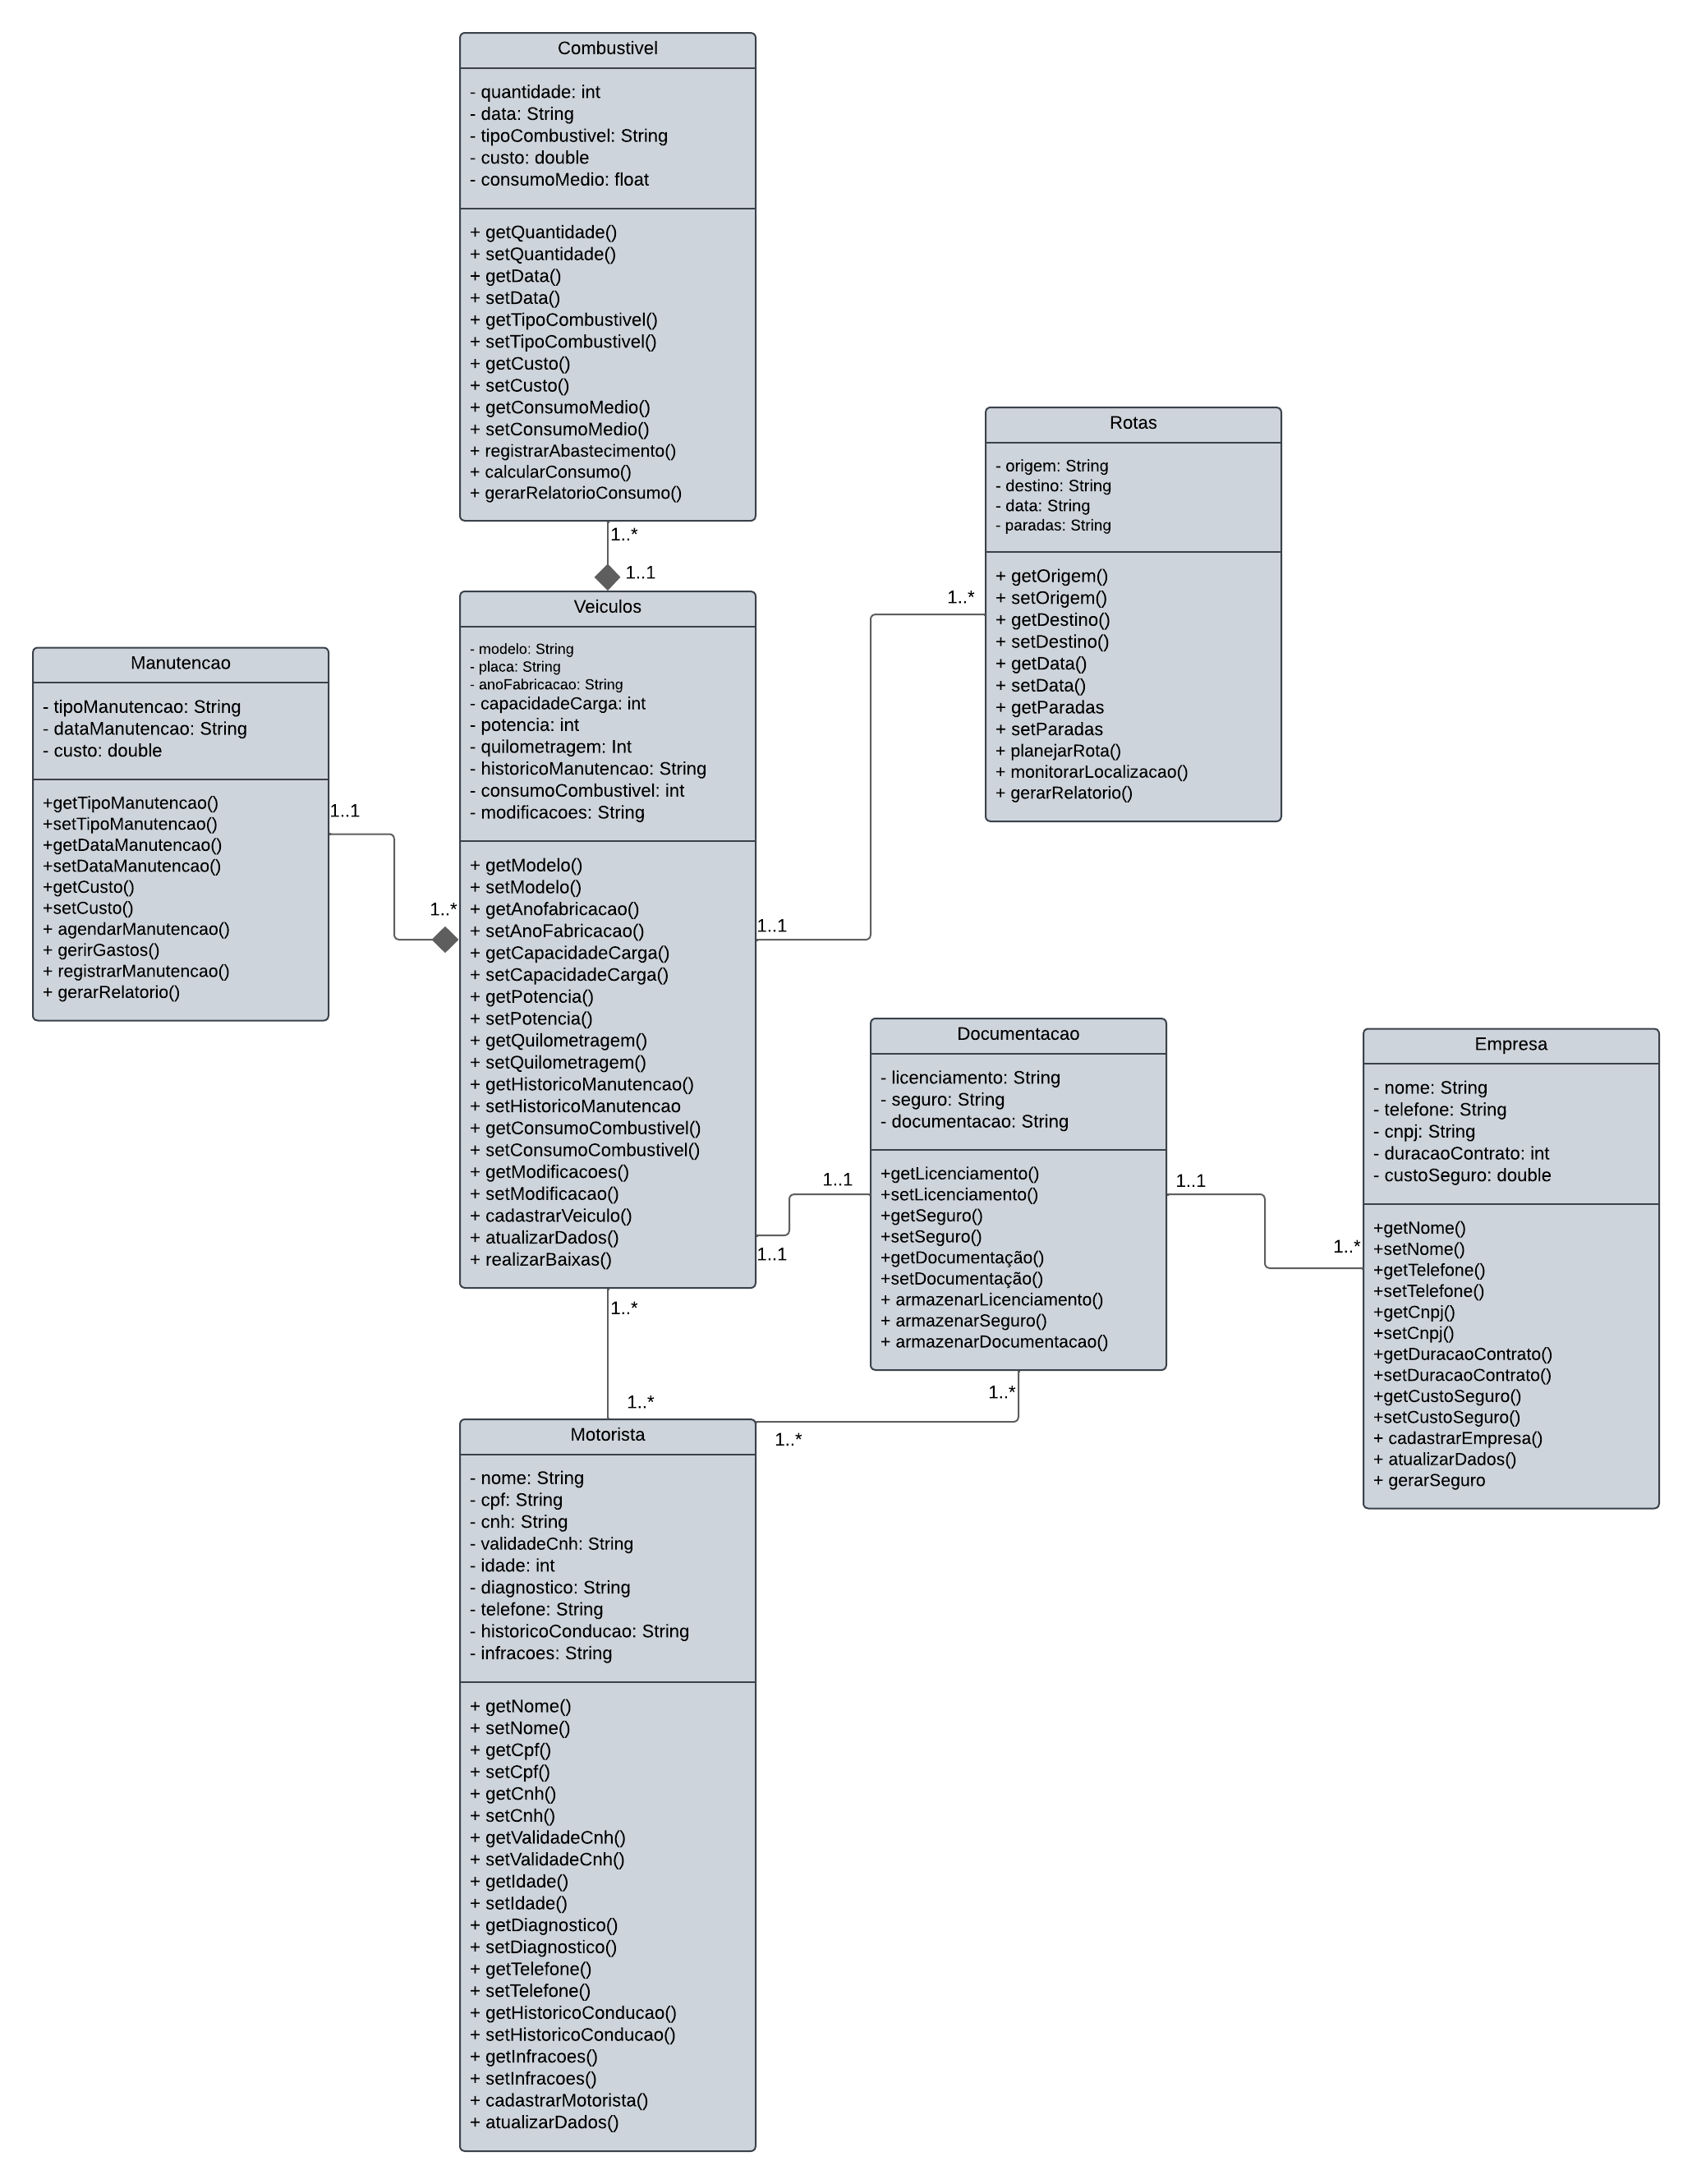 Combustivel
- quantidade: int
- data: String
- tipoCombustivel: String
- custo: double
- consumoMedio: float
+ getQuantidade()
+ setQuantidade()
+ getData()
+ setData()
+ getTipoCombustivel()
+ setTipoCombustivel()
+ getCusto()
+ setCusto()
+ getConsumoMedio()
+ setConsumoMedio()
+ registrarAbastecimento()
+ calcularConsumo()
+ gerarRelatorioConsumo()
1..*
1..1
Rotas
- origem: String
- destino: String
- data: String
- paradas: String
+ getOrigem()
+ setOrigem()
+ getDestino()
+ setDestino()
+ getData()
+ setData()
+ getParadas
+ setParadas
+ planejarRota()
+ monitorarLocalizacao()
+ gerarRelatorio()
1..*
Veiculos
- modelo: String
- placa: String
- anoFabricacao: String
- capacidadeCarga: int
- potencia: int
- quilometragem: Int
- historicoManutencao: String
- consumoCombustivel: int
- modificacoes: String
+ getModelo()
+ setModelo()
+ getAnofabricacao()
+ setAnoFabricacao()
+ getCapacidadeCarga()
+ setCapacidadeCarga()
+ getPotencia()
+ setPotencia()
+ getQuilometragem()
+ setQuilometragem()
+ getHistoricoManutencao()
+ setHistoricoManutencao
+ getConsumoCombustivel()
+ setConsumoCombustivel()
+ getModificacoes()
+ setModificacao()
+ cadastrarVeiculo()
+ atualizarDados()
+ realizarBaixas()
Manutencao
- tipoManutencao: String
- dataManutencao: String
- custo: double
+getTipoManutencao()
+setTipoManutencao()
+getDataManutencao()
+setDataManutencao()
+getCusto()
+setCusto()
+ agendarManutencao()
+ gerirGastos()
+ registrarManutencao()
+ gerarRelatorio()
1..1
1..*
1..1
Documentacao
- licenciamento: String
- seguro: String
- documentacao: String
+getLicenciamento()
+setLicenciamento()
+getSeguro()
+setSeguro()
+getDocumentação()
+setDocumentação()
+ armazenarLicenciamento()
+ armazenarSeguro()
+ armazenarDocumentacao()
1..1
1..1
1..1
1..*
Empresa
- nome: String
- telefone: String
- cnpj: String
- duracaoContrato: int
- custoSeguro: double
+getNome()
+setNome()
+getTelefone()
+setTelefone()
+getCnpj()
+setCnpj()
+getDuracaoContrato()
+setDuracaoContrato()
+getCustoSeguro()
+setCustoSeguro()
+ cadastrarEmpresa()
+ atualizarDados()
+ gerarSeguro
1..*
1..*
1..*
1..*
Motorista
- nome: String
- cpf: String
- cnh: String
- validadeCnh: String
- idade: int
- diagnostico: String
- telefone: String
- historicoConducao: String
- infracoes: String
+ getNome()
+ setNome()
+ getCpf()
+ setCpf()
+ getCnh()
+ setCnh()
+ getValidadeCnh()
+ setValidadeCnh()
+ getIdade()
+ setIdade()
+ getDiagnostico()
+ setDiagnostico()
+ getTelefone()
+ setTelefone()
+ getHistoricoConducao()
+ setHistoricoConducao()
+ getInfracoes()
+ setInfracoes()
+ cadastrarMotorista()
+ atualizarDados()